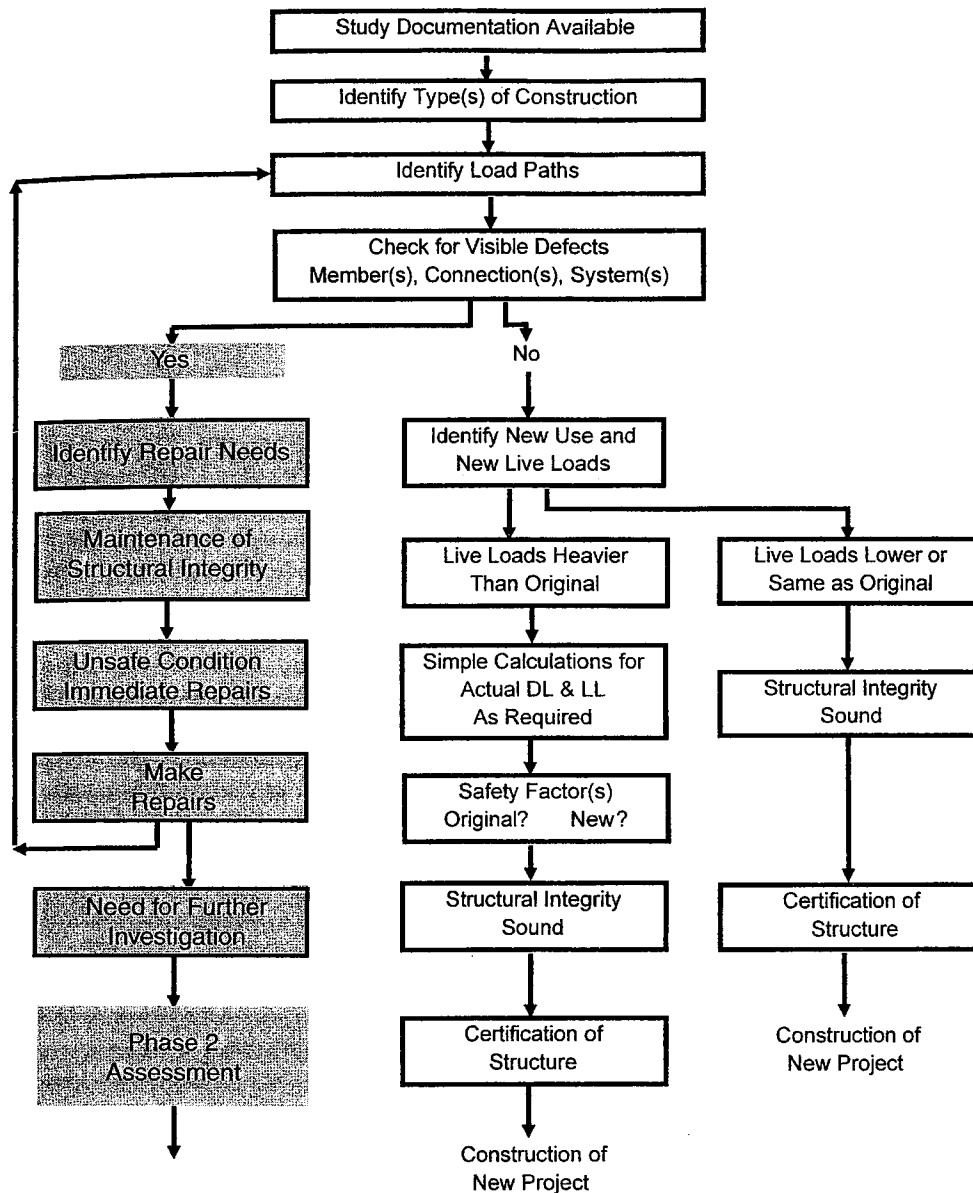 Study Documentation Available
Identify Type(s) of Construction
Identify Load Paths
Check for Visible Defects
Member(s), Connection(s), System(s)
Yes
No
Identify Repair Needs
Maintenance of
Structural Integrity
Unsafe Condition
Immediate Repairs
Make
Repairs
Need for Further
Investigation
Phase 2
Assessment
Identify New Use and
New Live Loads
Live Loads Heavier
Than Original
Simple Calculations for
Actual DL & LL
As Required
Safety Factor(s)
Original? New?
Structural Integrity
Sound
Certification of
Structure
Construction of
New Project
Live Loads Lower or
Same as Original
Structural Integrity
Sound
Certification of
Structure
Construction of
New Project